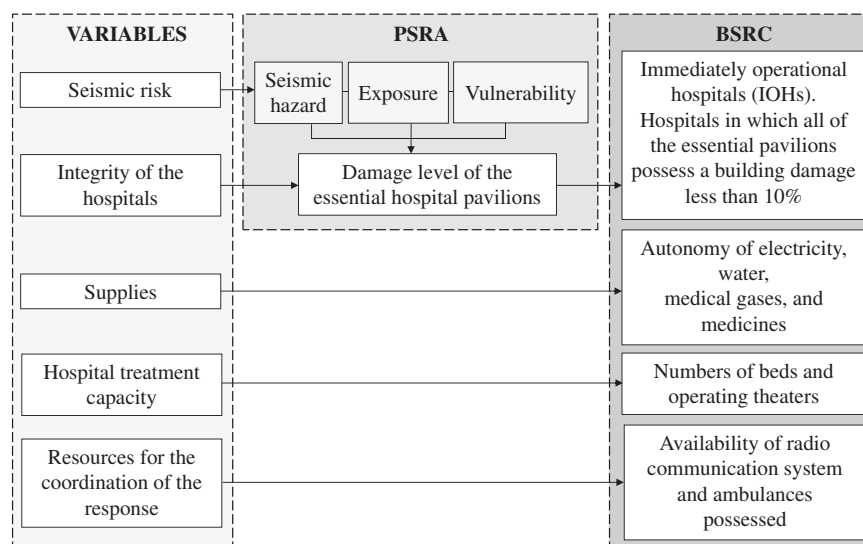 VARIABLES
PSRA
BSRC
Seismic risk
Seismic
hazard
Exposure
Vulnerability
Immediately operational
hospitals (IOHs).
Hospitals in which all of
the essential pavilions
possess a building damage
less than 10%
Integrity of the
hospitals
Damage level of the
essential hospital pavilions
Supplies
Autonomy of electricity,
water,
medical gases, and
medicines
Hospital treatment
capacity
Numbers of beds and
operating theaters
Resources for the
coordination of the
response
Availability of radio
communication system
and ambulances
possessed